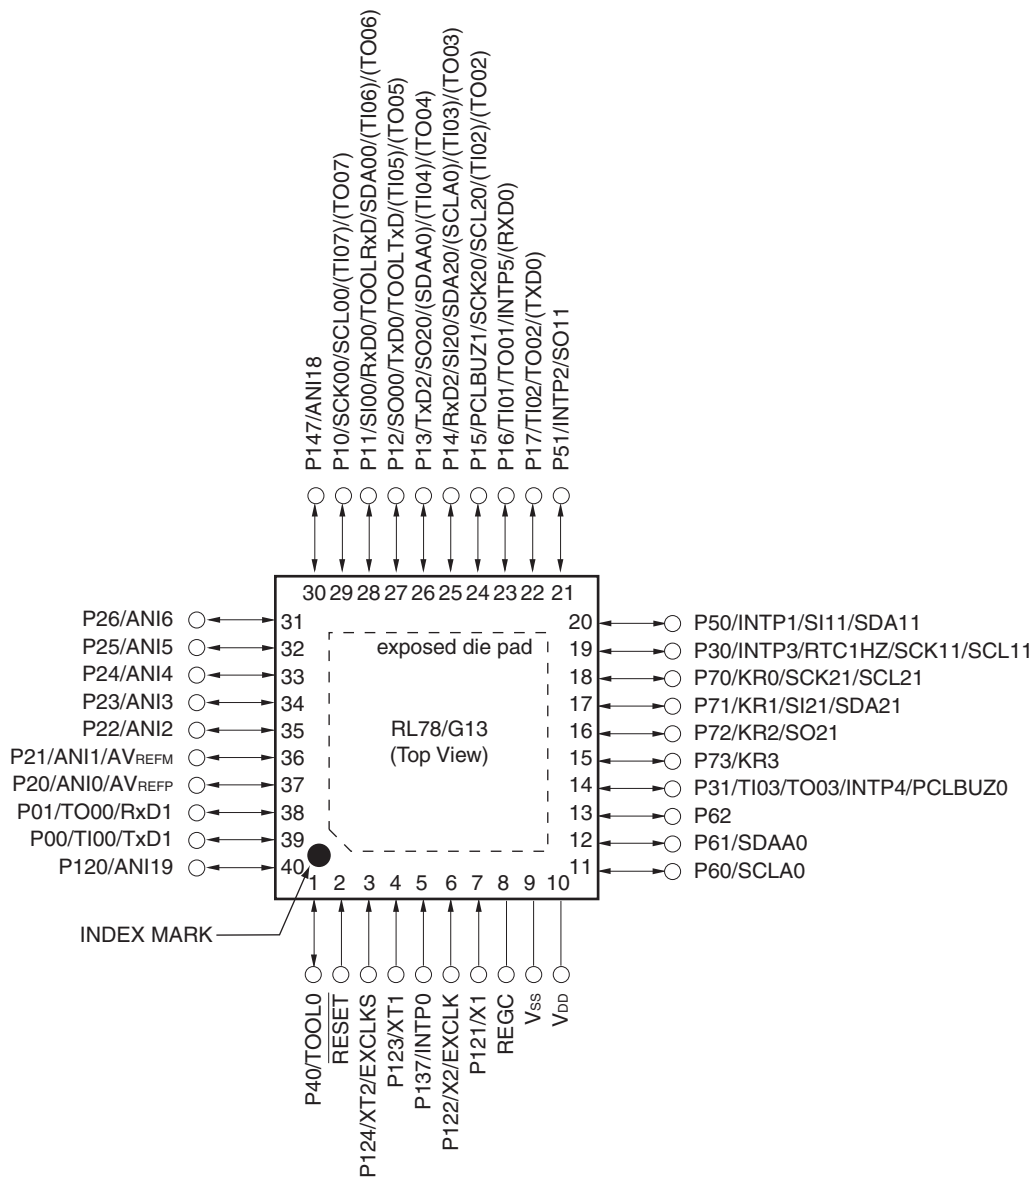 P147/ANI18
P10/SCK00/SCL00/(TI07)/(TO07)
P11/SI00/RxD0/TOOLRxD/SDA00/(TI06)/(TO06)
P12/SO00/TxD0/TOOLTxD/(TI05)/(TO05)
P13/TxD2/SO20/(SDAA0)/(TI04)/(TO04)
P14/RxD2/SI20/SDA20/(SCLA0)/(TI03)/(TO03)
P15/PCLBUZ1/SCK20/SCL20/(TI02)/(TO02)
P16/TI01/TO01/INTP5/(RXD0)
P17/TI02/TO02/(TXD0)
P51/INTP2/SO11
30 29 28 27 26 25 24 23 22 21
P26/ANI6 31
P25/ANI5 32
P24/ANI4 33
P23/ANI3 34
P22/ANI2 35
P21/ANI1/AVREFM 36
P20/ANI0/AVREFP 37
P01/TO00/RxD1 38
P00/TI00/TxD1 39
P120/ANI19 40
exposed die pad
RL78/G13
(Top View)
20 P50/INTP1/SI11/SDA11
19 P30/INTP3/RTC1HZ/SCK11/SCL11
18 P70/KR0/SCK21/SCL21
17 P71/KR1/SI21/SDA21
16 P72/KR2/SO21
15 P73/KR3
14 P31/TI03/TO03/INTP4/PCLBUZ0
13 P62
12 P61/SDAA0
11 P60/SCLA0
1 2 3 4 5 6 7 8 9 10
INDEX MARK
P40/TOOL0
RESET
P124/XT2/EXCLKS
P123/XT1
P137/INTP0
P122/X2/EXCLK
P121/X1
REGC
VSS
VDD